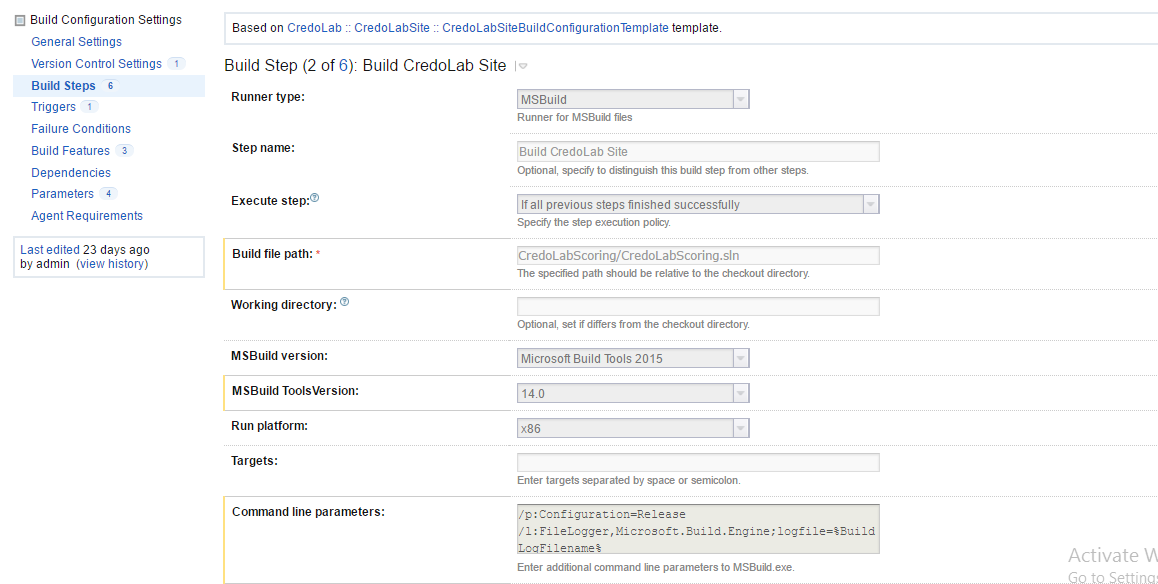 Build Configuration Settings
General Settings
Version Control Settings 1
Build Steps 6
Triggers 1
Failure Conditions
Build Features 3
Dependencies
Parameters 4
Agent Requirements
Last edited 23 days ago
by admin (view history)
Based on CredoLab :: CredoLabSite :: CredoLabSiteBuildConfigurationTemplate template.
Build Step (2 of 6): Build CredoLab Site
Runner type:
MSBuild
Runner for MSBuild files
Step name:
Build CredoLab Site
Optional, specify to distinguish this build step from other steps.
Execute step:
If all previous steps finished successfully
Specify the step execution policy.
Build file path: *
CredoLabScoring/CredoLabScoring.sln
The specified path should be relative to the checkout directory.
Working directory:
Optional, set if differs from the checkout directory.
MSBuild version:
Microsoft Build Tools 2015
MSBuild ToolsVersion:
14.0
Run platform:
x86
Targets:
Enter targets separated by space or semicolon.
Command line parameters:
/p:Configuration=Release
/l:FileLogger,Microsoft.Build.Engine;logfile=%Build
LogFilename%
Enter additional command line parameters to MSBuild.exe.
Activate W
Go to Settings